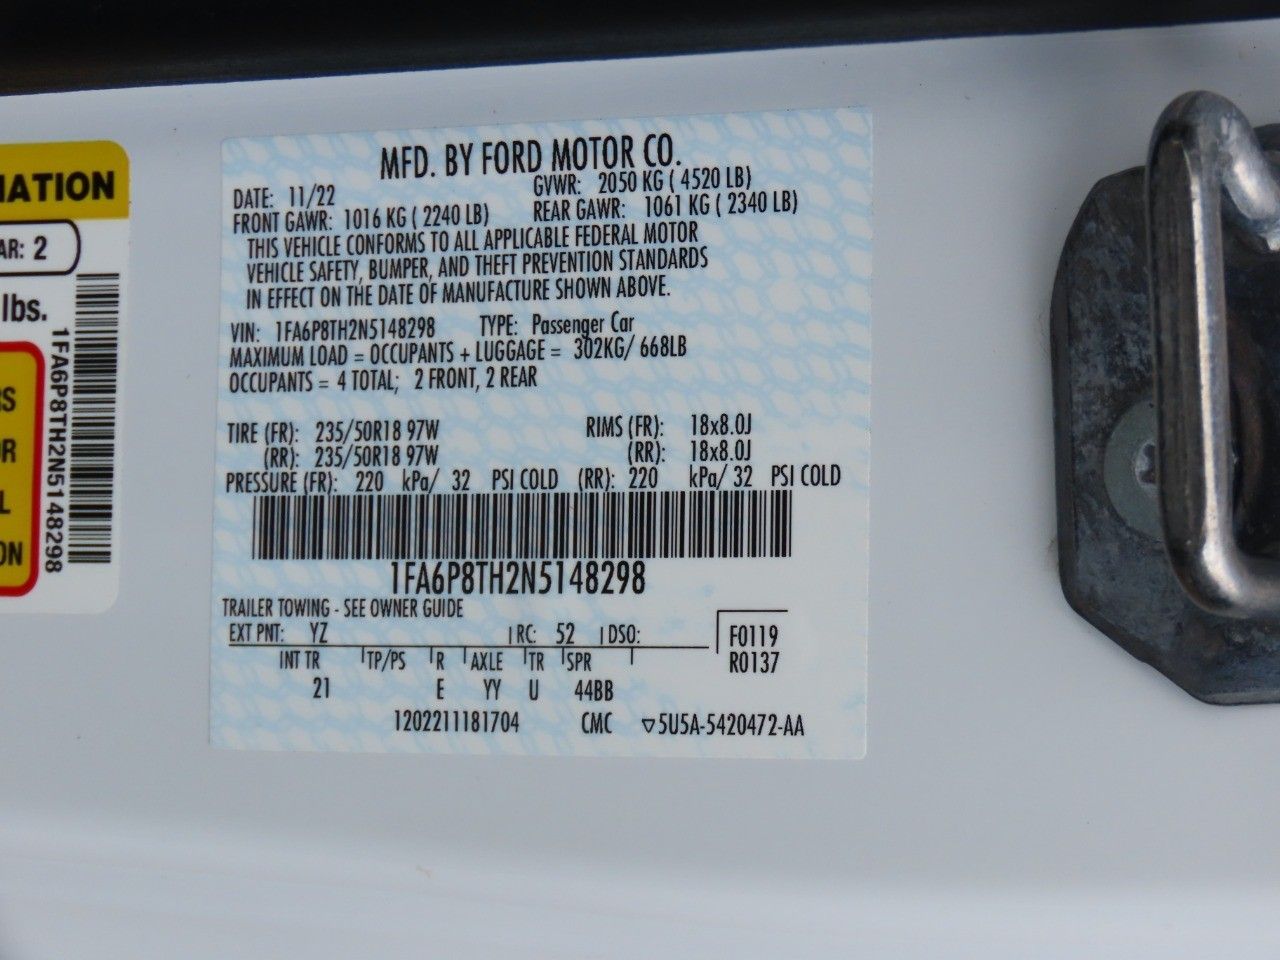 MFD. BY FORD MOTOR CO.
DATE: 11/22 GVWR: 2050 KG ( 4520 LB)
FRONT GAWR: 1016 KG ( 2240 LB) REAR GAWR: 1061 KG ( 2340 LB)
THIS VEHICLE CONFORMS TO ALL APPLICABLE FEDERAL MOTOR
VEHICLE SAFETY, BUMPER, AND THEFT PREVENTION STANDARDS
IN EFFECT ON THE DATE OF MANUFACTURE SHOWN ABOVE.
VIN: 1FA6P8TH2N5148298 TYPE: Passenger Car
MAXIMUM LOAD = OCCUPANTS + LUGGAGE = 302KG/ 668LB
OCCUPANTS = 4 TOTAL; 2 FRONT, 2 REAR
TIRE (FR): 235/50R18 97W RIMS (FR): 18x8.0J
(RR): 235/50R18 97W (RR): 18x8.0J
PRESSURE (FR): 220 kPa/ 32 PSI COLD (RR): 220 kPa/ 32 PSI COLD
1FA6P8TH2N5148298
TRAILER TOWING - SEE OWNER GUIDE
EXT PNT: YZ RC: 52 DSO: F0119
INT TR TP/PS R AXLE TR SPR R0137
21 E YY U 44BB
1202211181704 CMC ▽5U5A-5420472-AA
MATION
AR: 2
lbs.
RS
OR
L
ON
1FA6P8TH2N5148298